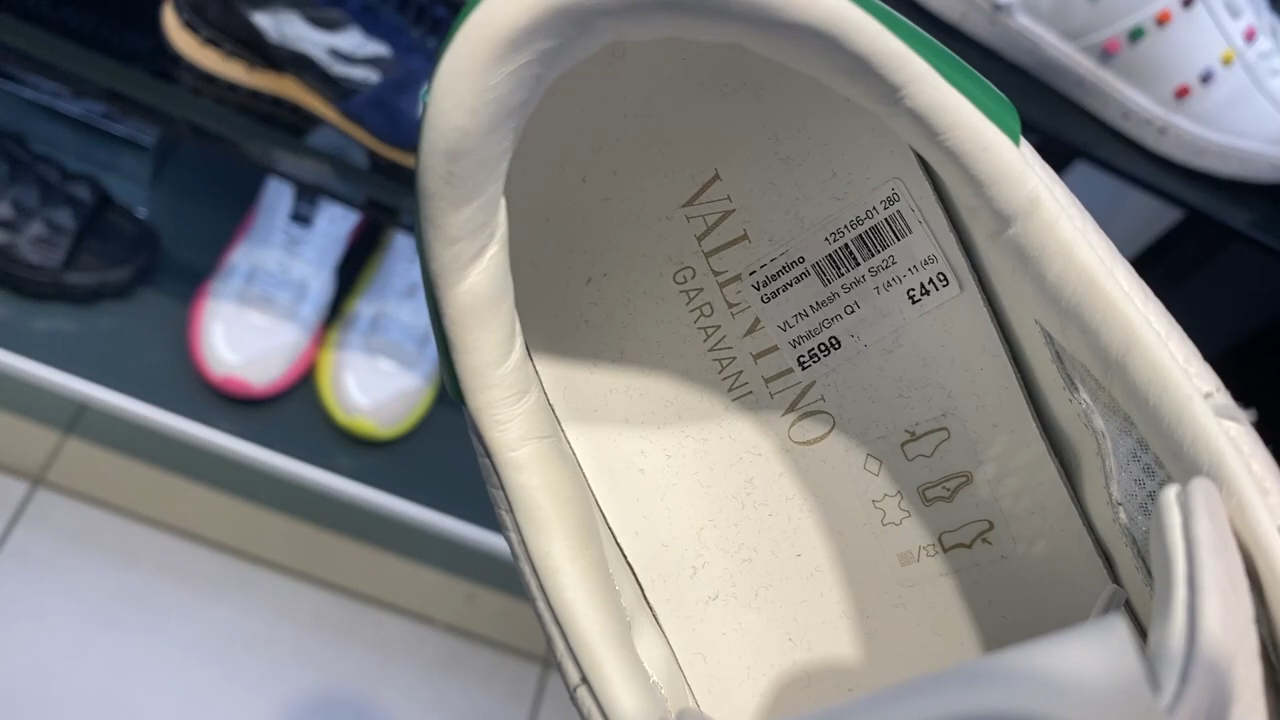 VALENTINO
GARAVANI
125166-01 280
Valentino
Garavani
VL7N Mesh Snkr Sn22
White/Grn Q1
7 (41) - 11 (45)
£590
£419